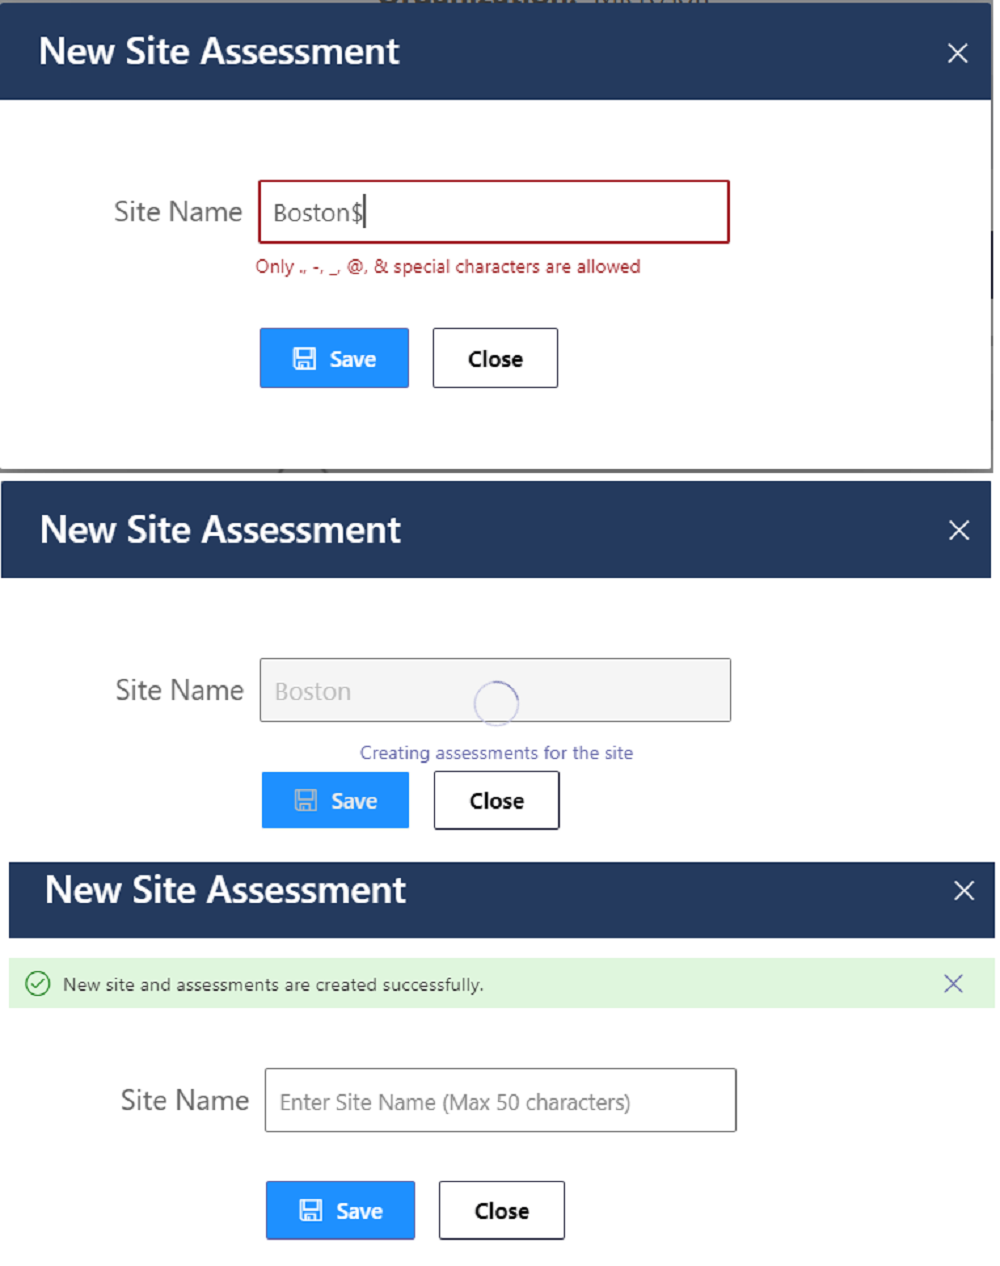 New Site Assessment
Site Name
Boston$
Only ., -, _, @, & special characters are allowed
Save
Close
New Site Assessment
Site Name
Boston
Creating assessments for the site
Save
Close
New Site Assessment
New site and assessments are created successfully.
Site Name
Enter Site Name (Max 50 characters)
Save
Close